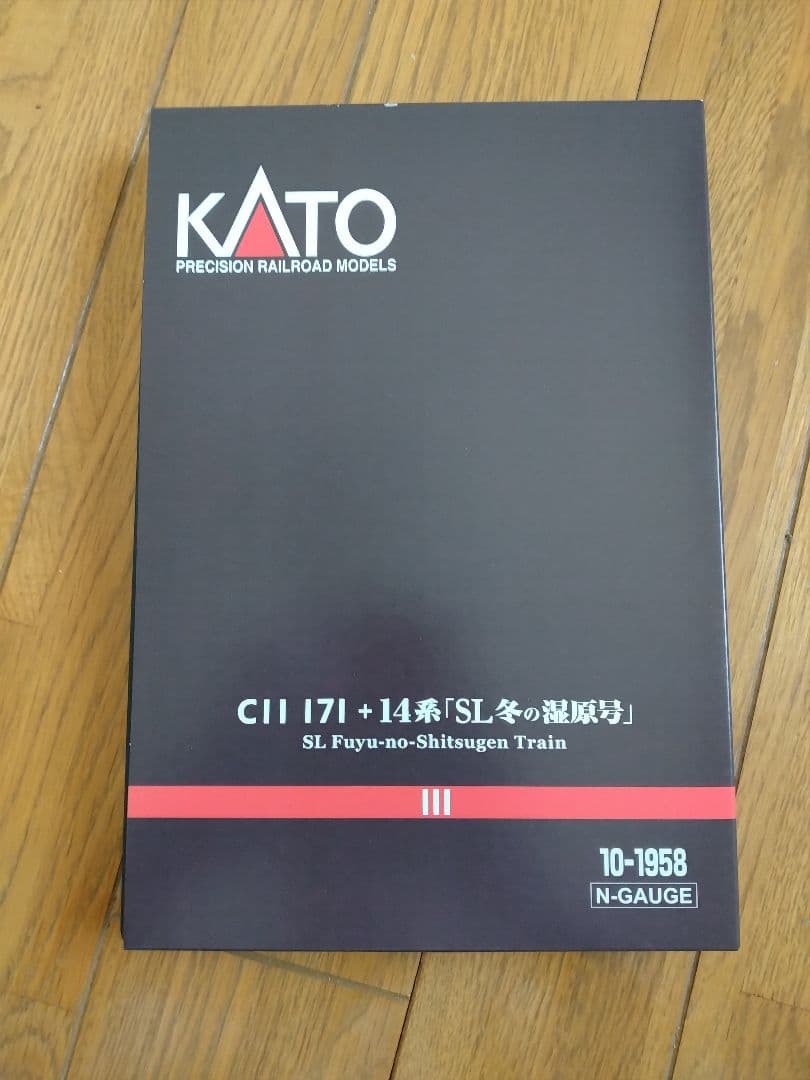 KATO
PRECISION RAILROAD MODELS
C11 171 + 14系「SL冬の湿原号」
SL Fuyu-no-Shitsugen Train
10-1958
N-GAUGE